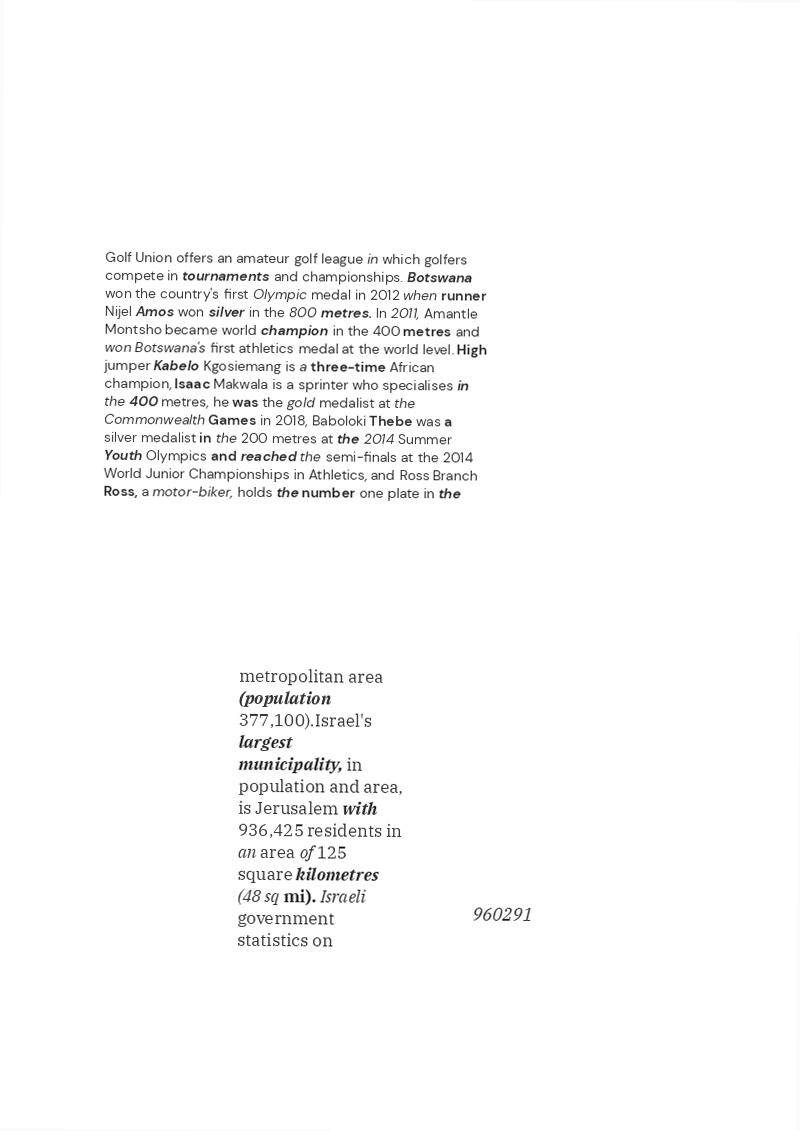 Golf Union offers an amateur golf league in which golfers
compete in tournaments and championships. Botswana
won the country's first Olympic medal in 2012 when runner
Nijel Amos won silver in the 800 metres. In 2011, Amantle
Montsho became world champion in the 400 metres and
won Botswana's first athletics medal at the world level. High
jumper Kabelo Kgosiemang is a three-time African
champion, Isaac Makwala is a sprinter who specialises in
the 400 metres, he was the gold medalist at the
Commonwealth Games in 2018, Baboloki Thebe was a
silver medalist in the 200 metres at the 2014 Summer
Youth Olympics and reached the semi-finals at the 2014
World Junior Championships in Athletics, and Ross Branch
Ross, a motor-biker, holds the number one plate in the
metropolitan area
(population
377,100).Israel's
largest
municipality, in
population and area,
is Jerusalem with
936,425 residents in
an area of 125
square kilometres
(48 sq mi). Israeli
government
statistics on
960291